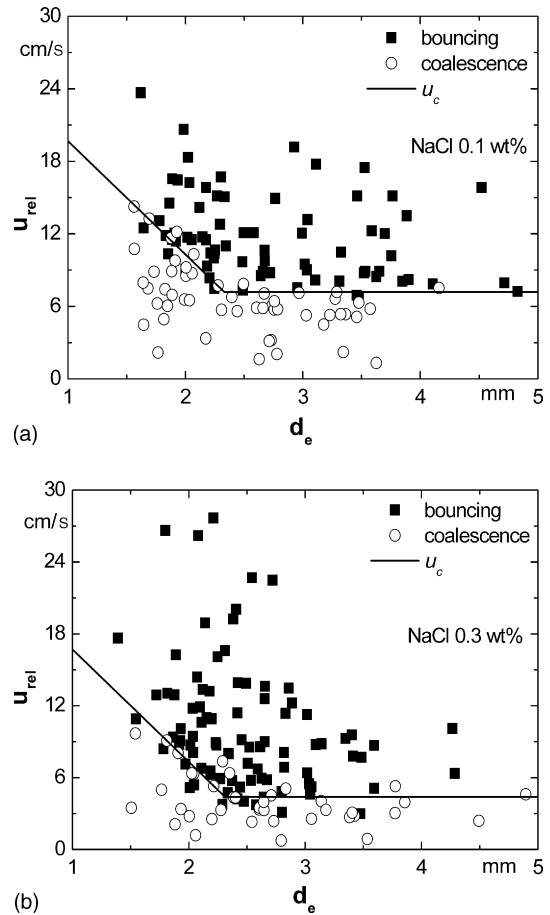 30
cm/s
24
18
12
6
0
u_rel
bouncing
coalescence
u_c
NaCl 0.1 wt%
1 2 3 4 mm 5
(a) d_e
30
cm/s
24
18
12
6
0
u_rel
bouncing
coalescence
u_c
NaCl 0.3 wt%
1 2 3 4 mm 5
(b) d_e